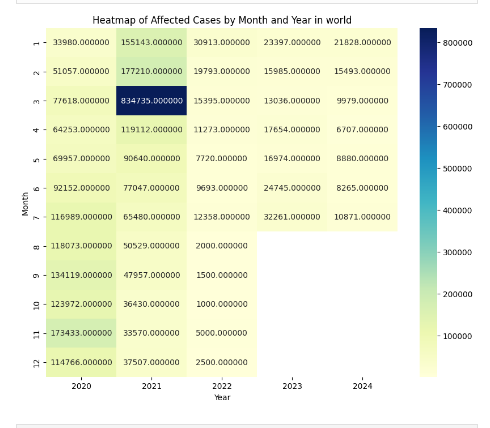 Heatmap of Affected Cases by Month and Year in world
1 33980.000000 155143.000000 30913.000000 23397.000000 21828.000000
2 51057.000000 177210.000000 19793.000000 15985.000000 15493.000000
3 77618.000000 834735.000000 15395.000000 13036.000000 9979.000000
4 64253.000000 119112.000000 11273.000000 17654.000000 6707.000000
5 69957.000000 90640.000000 7720.000000 16974.000000 8880.000000
6 92152.000000 77047.000000 9693.000000 24745.000000 8265.000000
7 116989.000000 65480.000000 12358.000000 32261.000000 10871.000000
8 118073.000000 50529.000000 2000.000000
9 134119.000000 47957.000000 1500.000000
10 123972.000000 36430.000000 1000.000000
11 173433.000000 33570.000000 5000.000000
12 114766.000000 37507.000000 2500.000000
Month
2020 2021 2022 2023 2024
Year
800000
700000
600000
500000
400000
300000
200000
100000